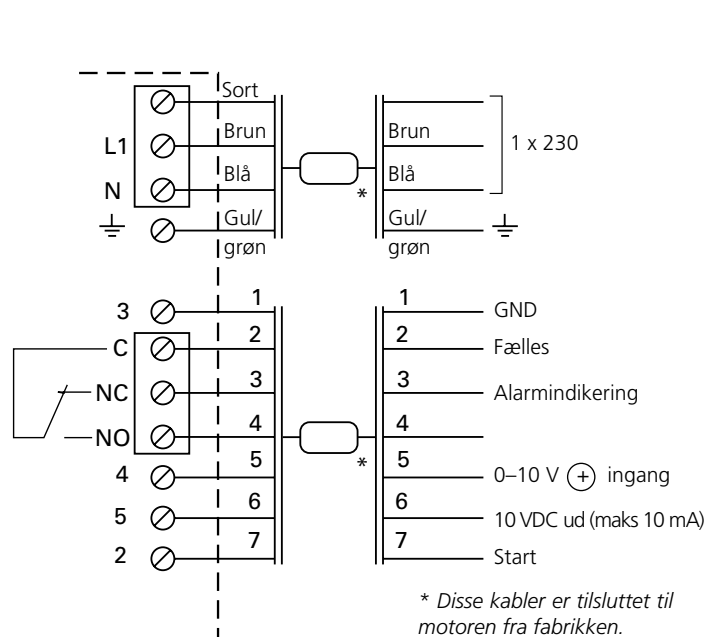 Sort
L1 Brun Brun 1 x 230
N Blå Blå
*
Gul/ Gul/
grøn grøn
3 1 1 GND
C 2 2 Fælles
NC 3 3 Alarmindikering
NO 4 4
*
4 5 5 0–10 V + ingang
5 6 6 10 VDC ud (maks 10 mA)
2 7 7 Start
* Disse kabler er tilsluttet til
motoren fra fabrikken.